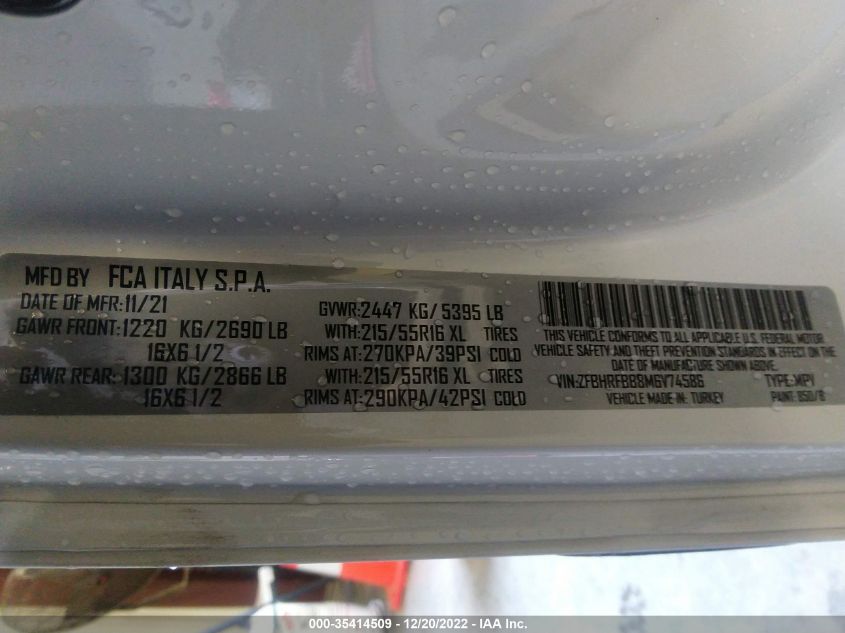 MFD BY FCA ITALY S.P.A.
DATE OF MFR:11/21 GVWR:2447 KG/5395 LB
GAWR FRONT:1220 KG/2690 LB WITH:215/55R16 XL TIRES
16X6 1/2 RIMS AT:270KPA/39PSI COLD
GAWR REAR:1300 KG/2866 LB WITH:215/55R16 XL TIRES
16X6 1/2 RIMS AT:290KPA/42PSI COLD
THIS VEHICLE CONFORMS TO ALL APPLICABLE U.S. FEDERAL MOTOR
VEHICLE SAFETY AND THEFT PREVENTION STANDARDS IN EFFECT ON THE
DATE OF MANUFACTURE SHOWN ABOVE.
VIN:ZFBHRFBB8M6V74586 TYPE:MPV
VEHICLE MADE IN: TURKEY PAINT: 650/B
000-35414509 - 12/20/2022 - IAA Inc.